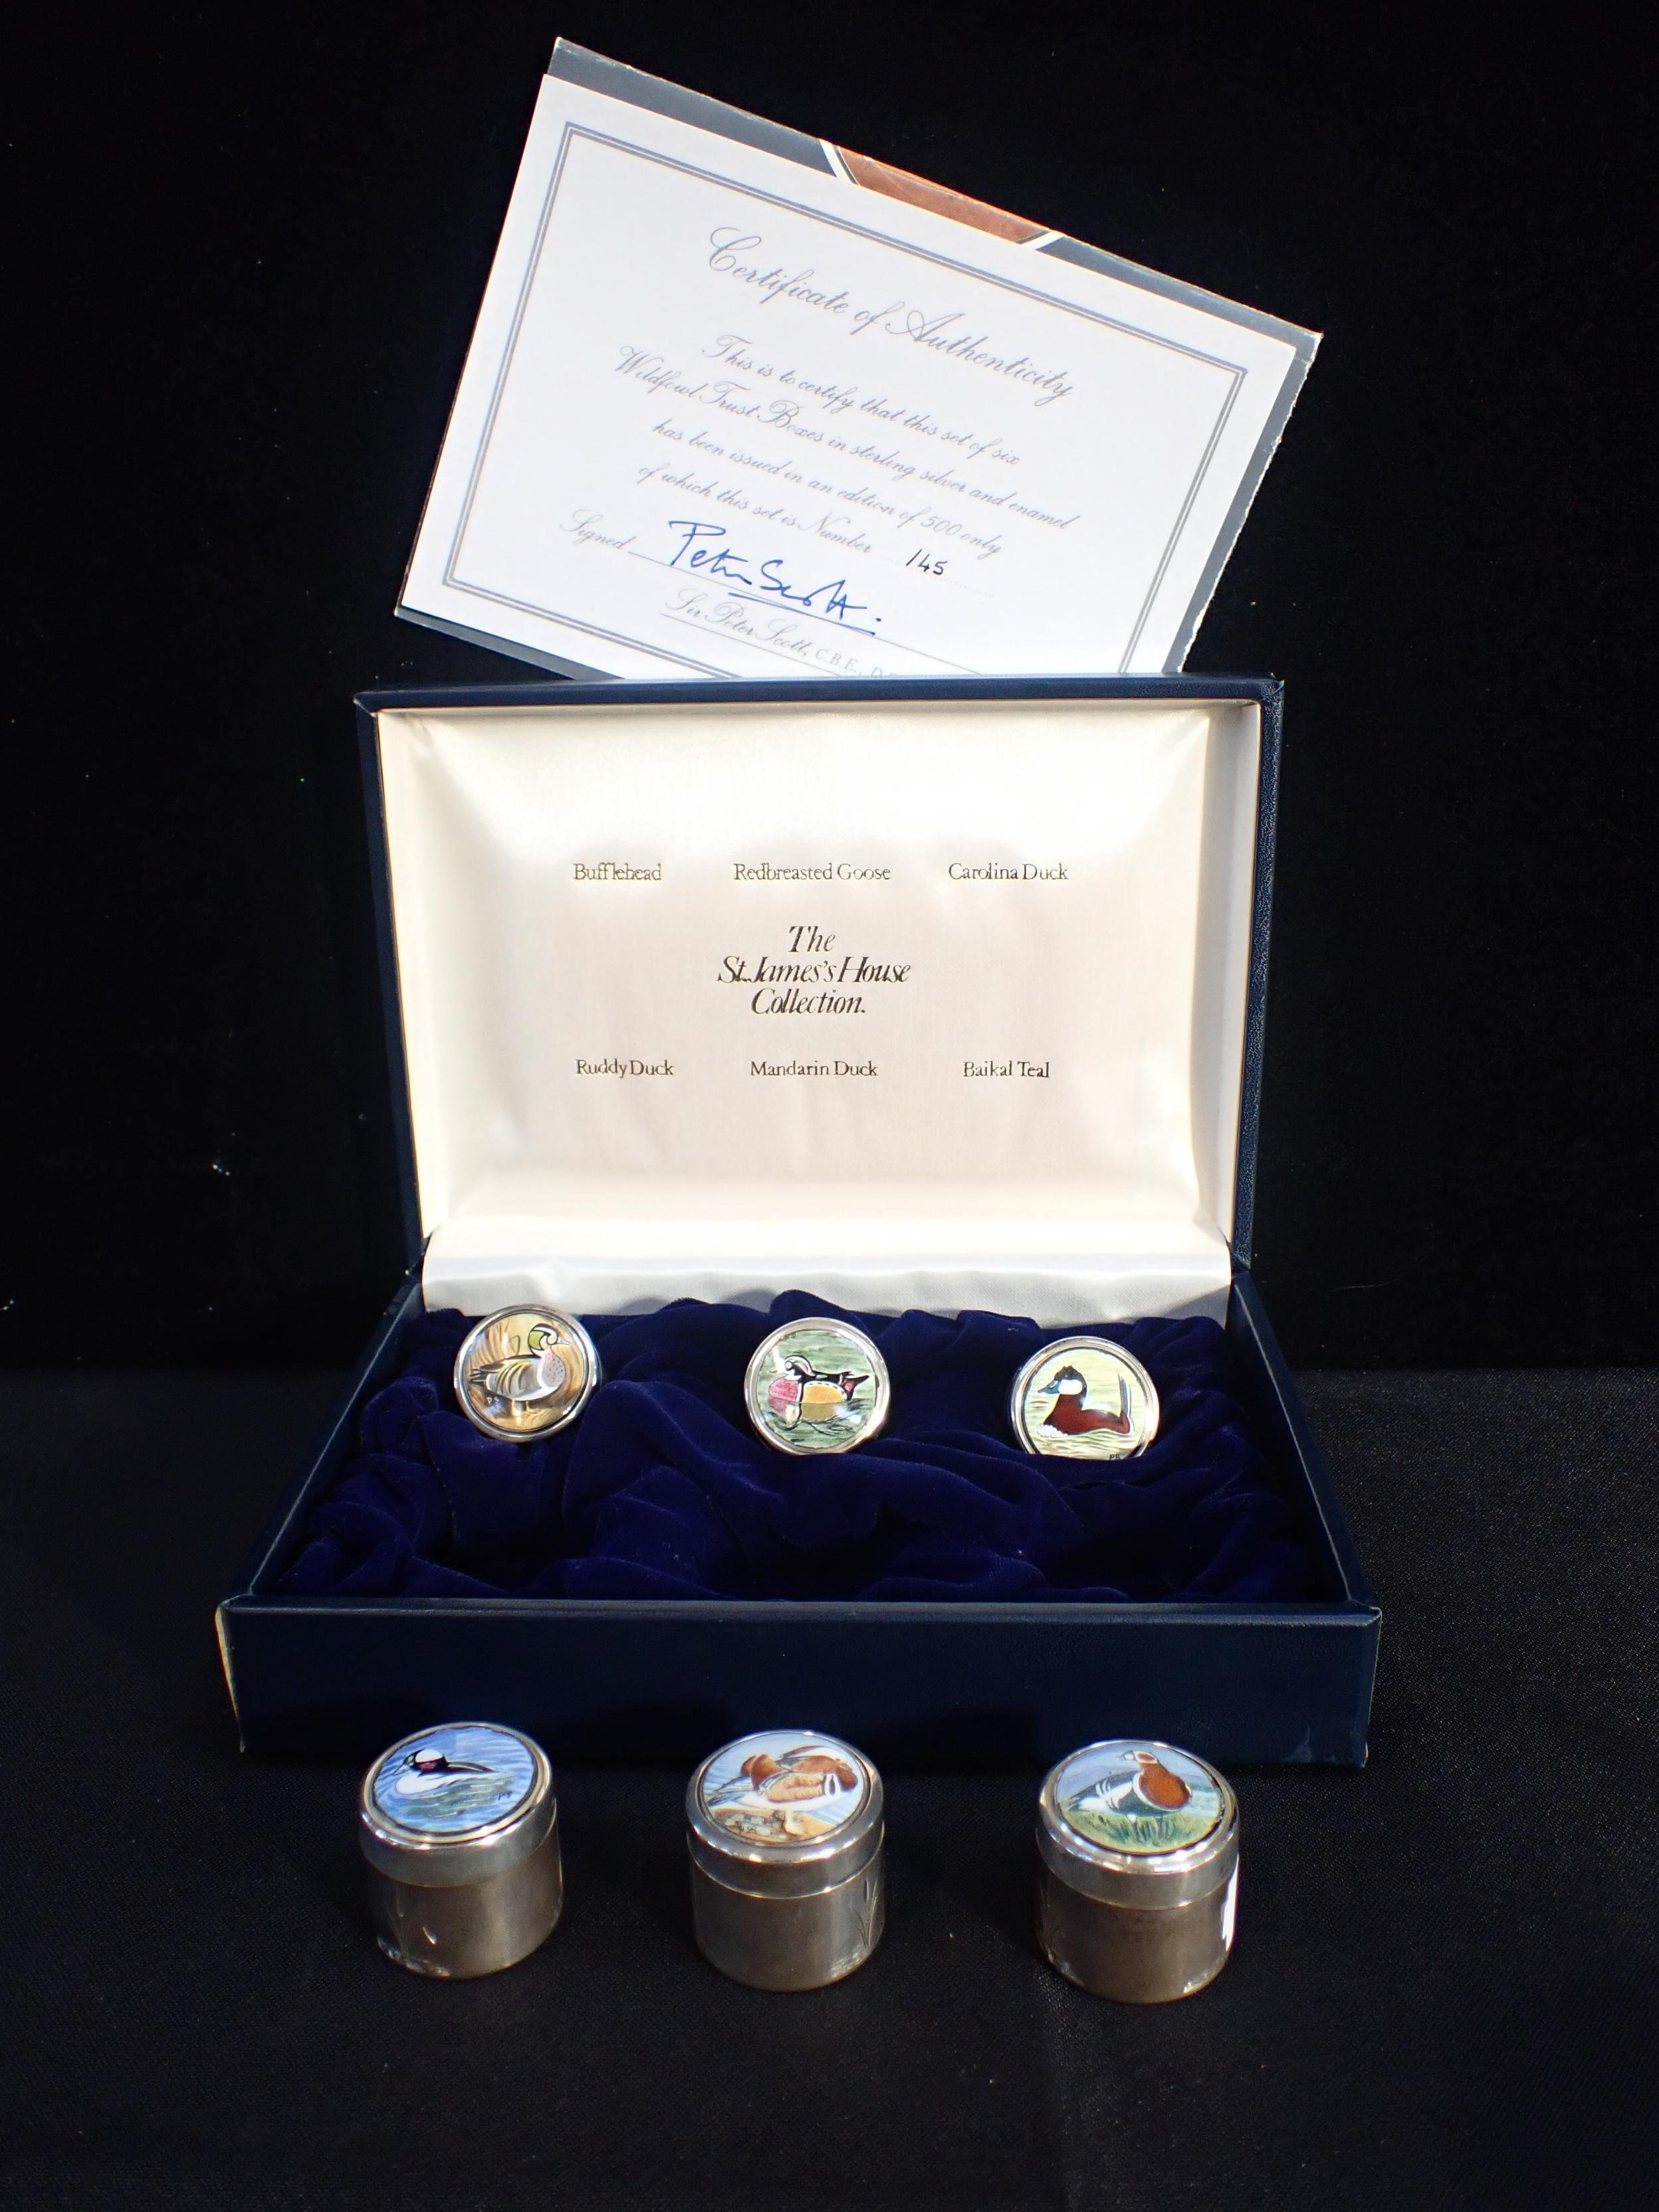 Certificate of Authenticity
This is to certify that this set of six
Wildfowl Trust Boxes in sterling silver and enamel
has been issued in an edition of 500 only
of which this set is Number 145
Signed Peter Scott.
Sir Peter Scott, C.B.E., D.
Bufflehead Redbreasted Goose Carolina Duck
The
St. James's House
Collection.
Ruddy Duck Mandarin Duck Baikal Teal
PS
PS